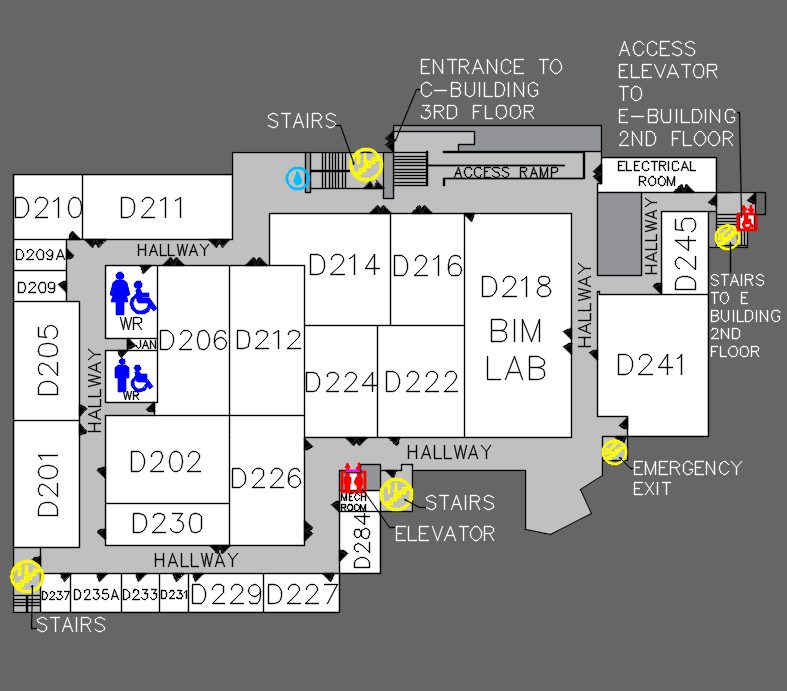 ACCESS
ELEVATOR
TO
E-BUILDING
2ND FLOOR
ENTRANCE TO
C-BUILDING
3RD FLOOR
STAIRS
ACCESS RAMP
ELECTRICAL
ROOM
D210
D211
HALLWAY
D209A
D209
WR
JAN
WR
D206
D212
D214
D216
D218
BIM
LAB
HALLWAY
HALLWAY
D245
STAIRS
TO E
BUILDING
2ND
FLOOR
D205
HALLWAY
D224
D222
D241
D201
D202
D226
HALLWAY
EMERGENCY
EXIT
D230
MECH
ROOM
STAIRS
ELEVATOR
D284
HALLWAY
D237
D235A
D233
D231
D229
D227
STAIRS